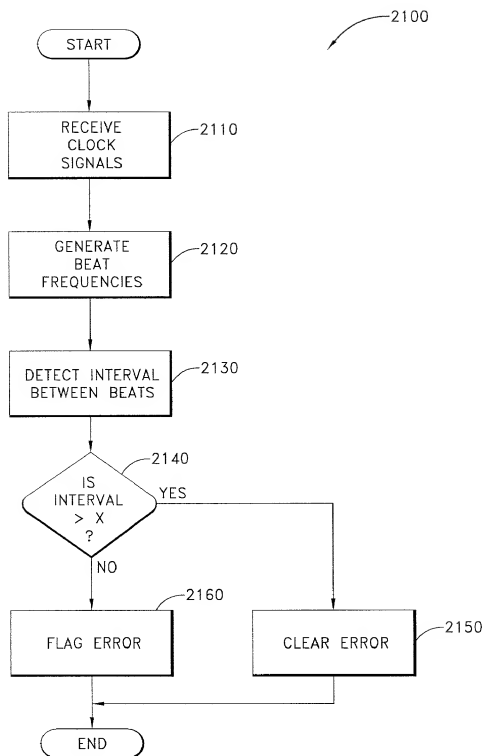 2100
START
RECEIVE
CLOCK
SIGNALS
2110
GENERATE
BEAT
FREQUENCIES
2120
DETECT INTERVAL
BETWEEN BEATS
2130
IS
INTERVAL
> X
?
2140
YES
NO
FLAG ERROR
2160
CLEAR ERROR
2150
END